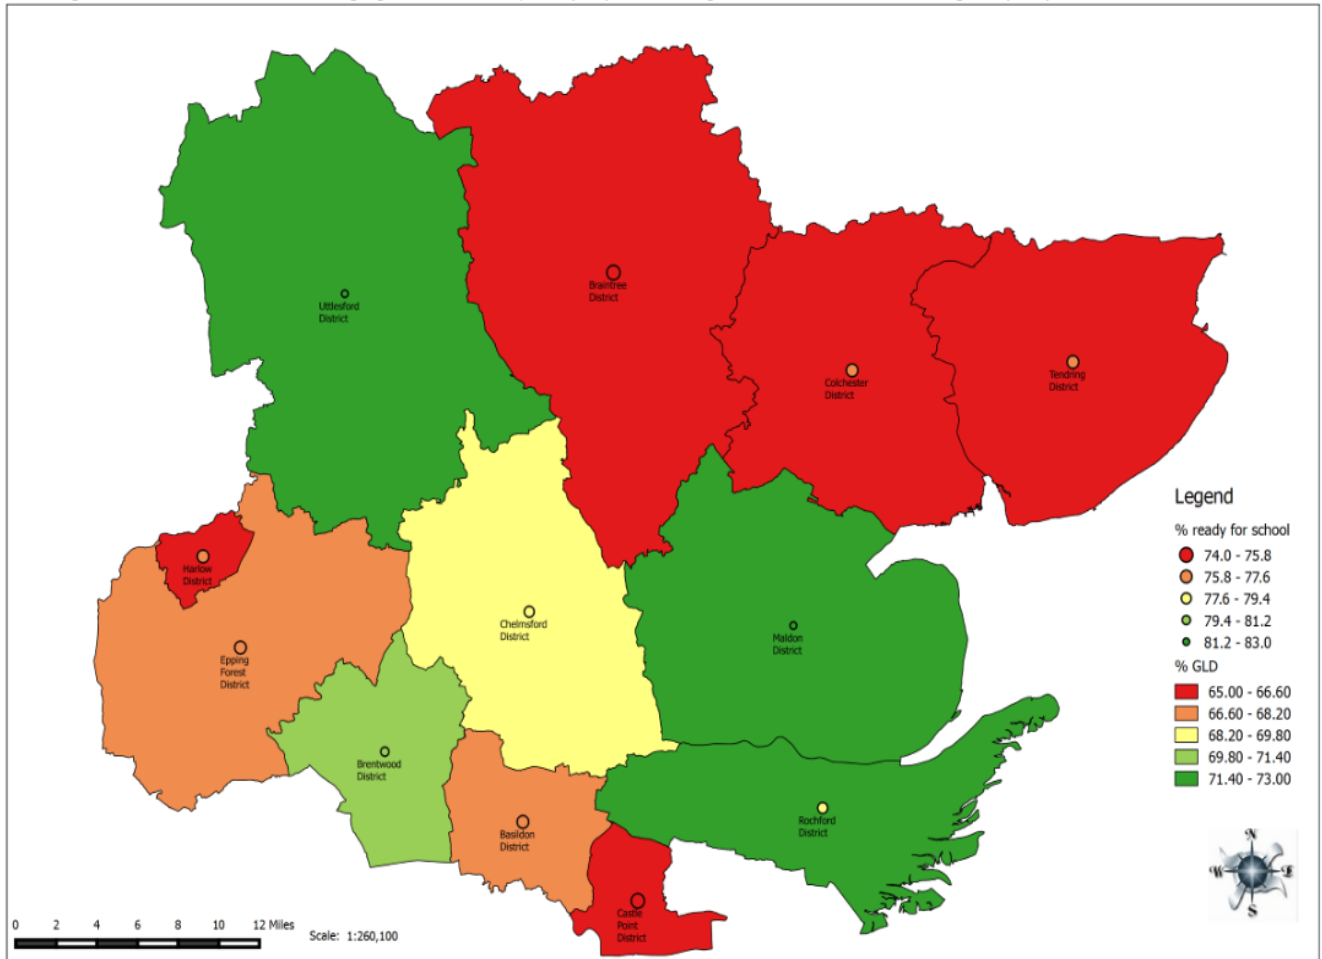 Uttlesford
District
Braintree
District
Colchester
District
Tendring
District
Harlow
District
Epping
Forest
District
Chelmsford
District
Maldon
District
Brentwood
District
Basildon
District
Rochford
District
Castle
Point
District
Legend
% ready for school
74.0 - 75.8
75.8 - 77.6
77.6 - 79.4
79.4 - 81.2
81.2 - 83.0
% GLD
65.00 - 66.60
66.60 - 68.20
68.20 - 69.80
69.80 - 71.40
71.40 - 73.00
N
W E
S
0 2 4 6 8 10 12 Miles
Scale: 1:260,100